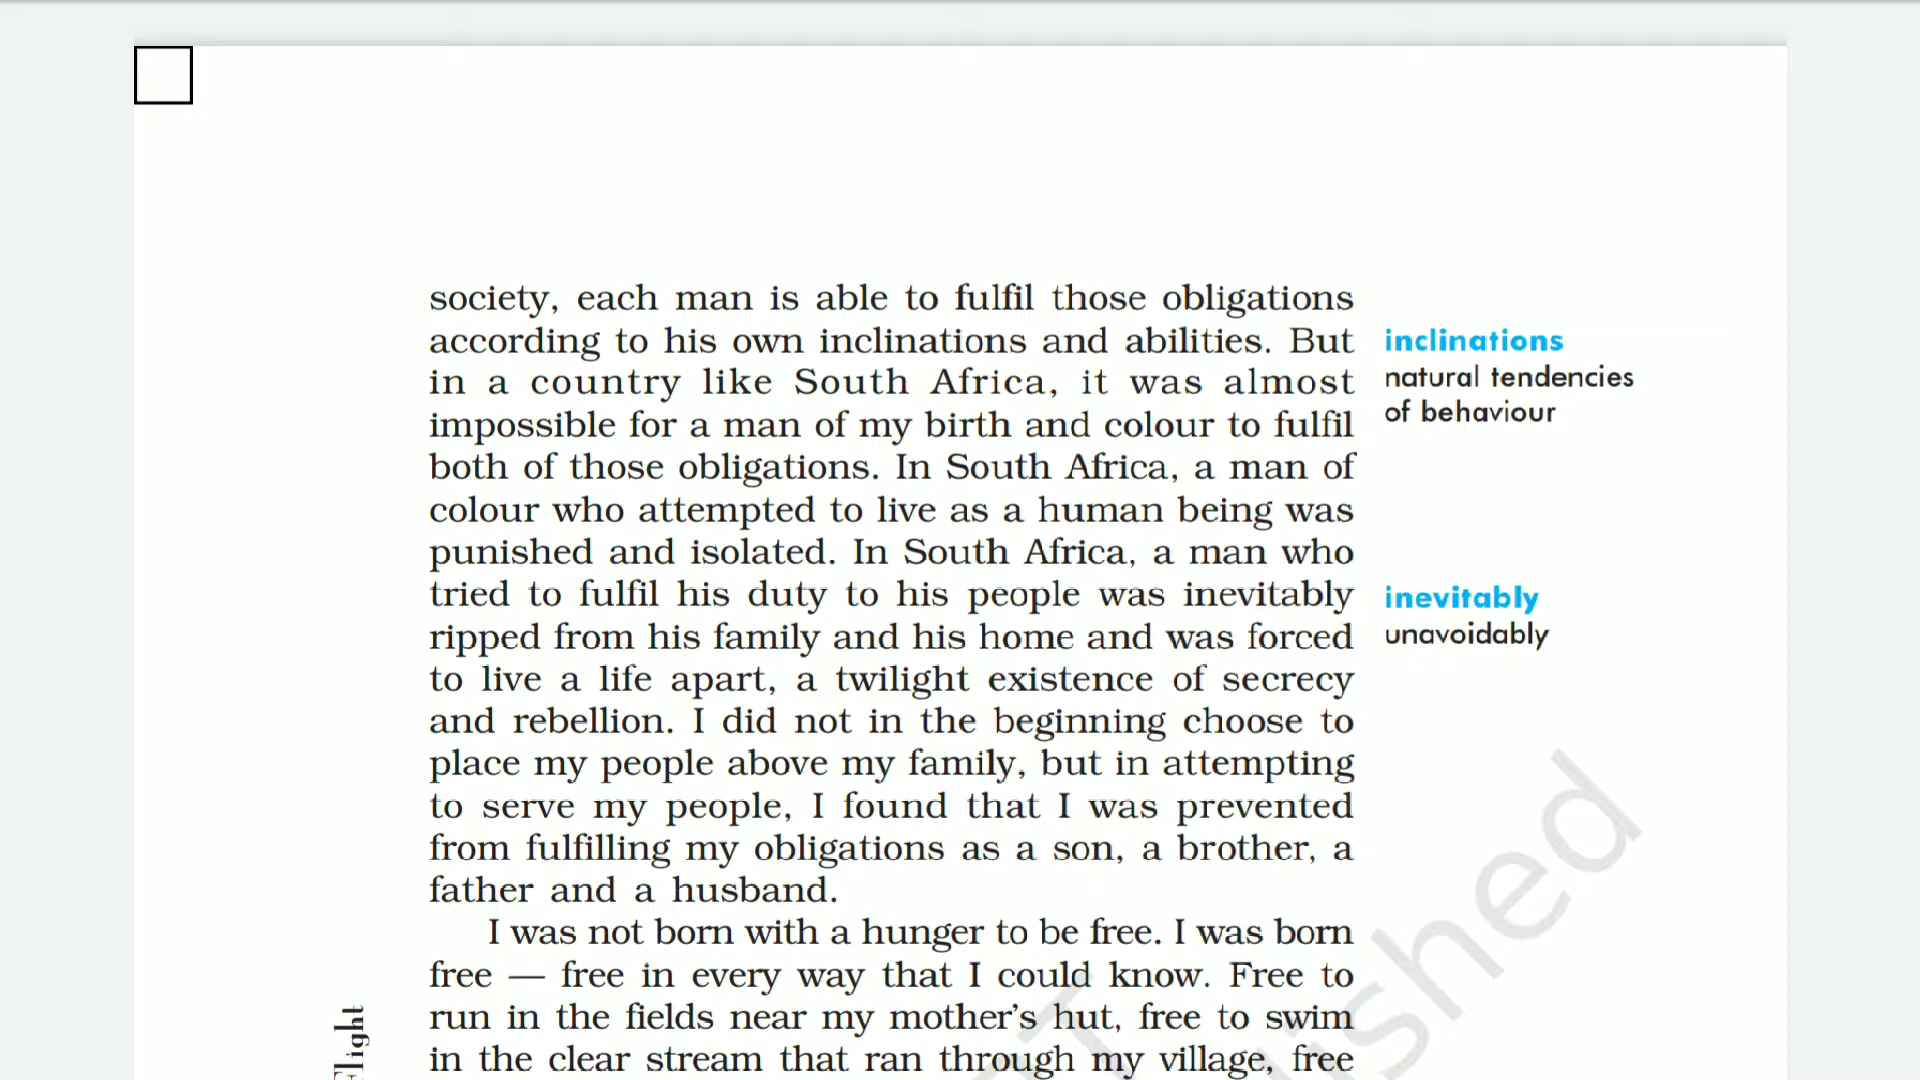 society, each man is able to fulfil those obligations
according to his own inclinations and abilities. But
in a country like South Africa, it was almost
impossible for a man of my birth and colour to fulfil
both of those obligations. In South Africa, a man of
colour who attempted to live as a human being was
punished and isolated. In South Africa, a man who
tried to fulfil his duty to his people was inevitably
ripped from his family and his home and was forced
to live a life apart, a twilight existence of secrecy
and rebellion. I did not in the beginning choose to
place my people above my family, but in attempting
to serve my people, I found that I was prevented
from fulfilling my obligations as a son, a brother, a
father and a husband.
I was not born with a hunger to be free. I was born
free — free in every way that I could know. Free to
run in the fields near my mother's hut, free to swim
in the clear stream that ran through my village, free
inclinations
natural tendencies
of behaviour
inevitably
unavoidably
Flight